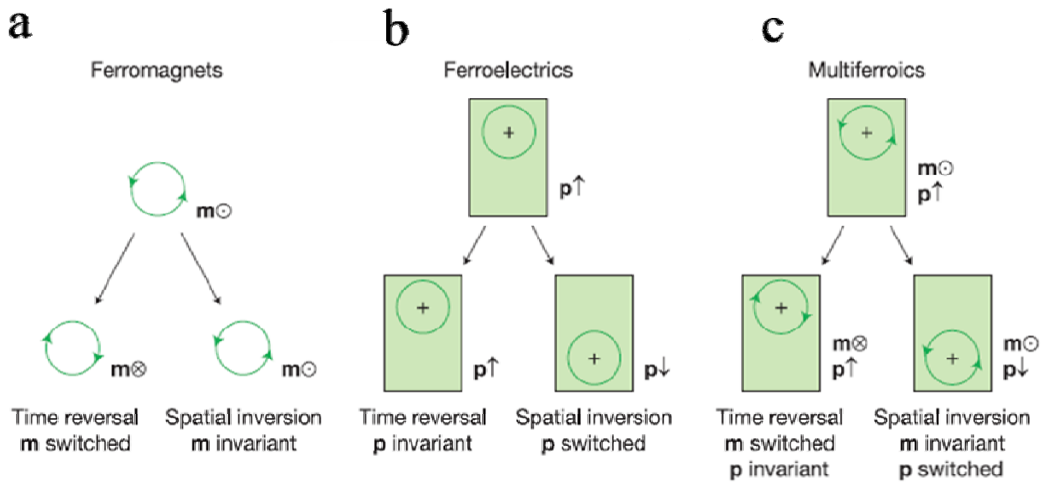 a
Ferromagnets
m⊙
m⊗
m⊙
Time reversal
m switched
Spatial inversion
m invariant
b
Ferroelectrics
+
p↑
+
p↑
+
p↓
Time reversal
p invariant
Spatial inversion
p switched
c
Multiferroics
+
m⊙
p↑
+
m⊗
p↑
+
m⊙
p↓
Time reversal
m switched
p invariant
Spatial inversion
m invariant
p switched